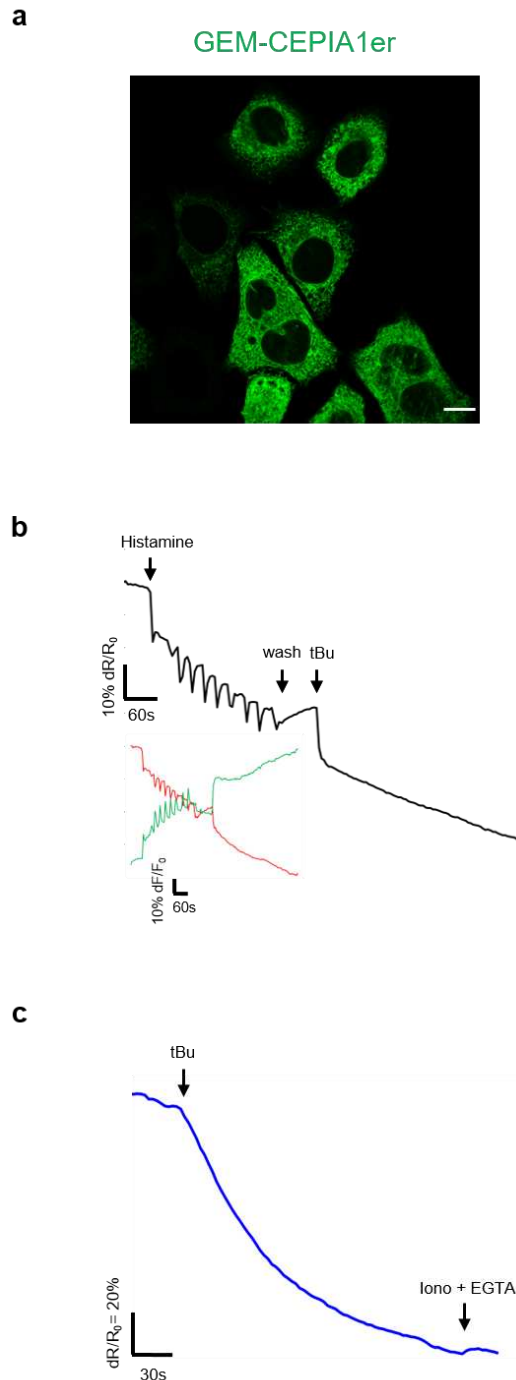 a
GEM-CEPIA1er
b
Histamine
wash
tBu
10% dR/R0
60s
10% dF/F0
60s
c
tBu
Iono + EGTA
dR/R0 = 20%
30s